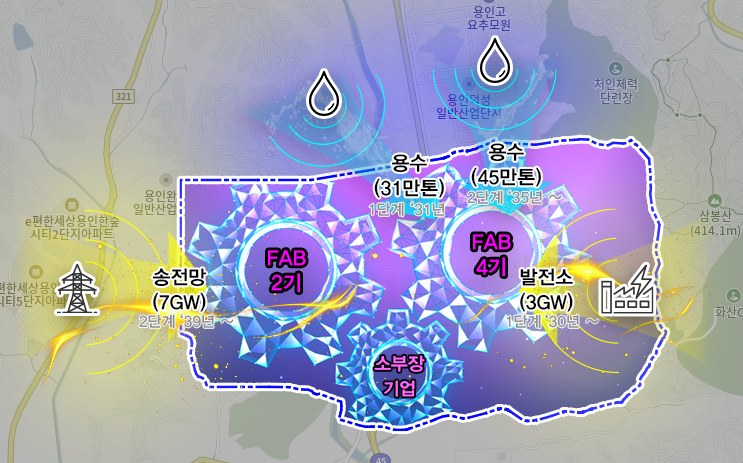 용인고
요추모원
321
처인체력
단련장
용인덕성
일반산업단지
용수
(31만톤)
1단계 '31년
용수
(45만톤)
2단계 '35년 ~
용인왕
일반산업
e편한세상용인한숲
시티2단지아파트
삼봉산
(414.1m)
FAB
2기
FAB
4기
송전망
(7GW)
2단계 '39년 ~
발전소
(3GW)
1단계 '30년 ~
편한세상용인
시티5단지아파
화산
소부장
기업
45